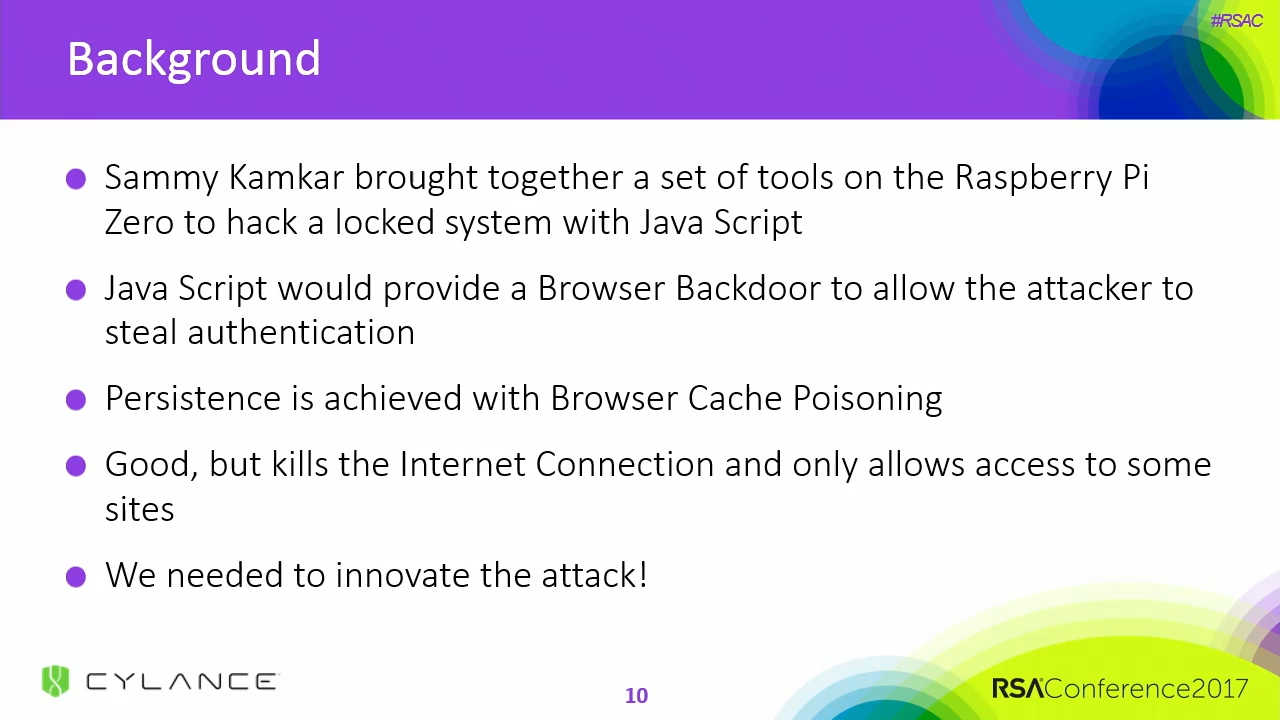 #RSAC
Background
Sammy Kamkar brought together a set of tools on the Raspberry Pi
Zero to hack a locked system with Java Script
Java Script would provide a Browser Backdoor to allow the attacker to
steal authentication
Persistence is achieved with Browser Cache Poisoning
Good, but kills the Internet Connection and only allows access to some
sites
We needed to innovate the attack!
CYLANCE
10
RSAConference2017